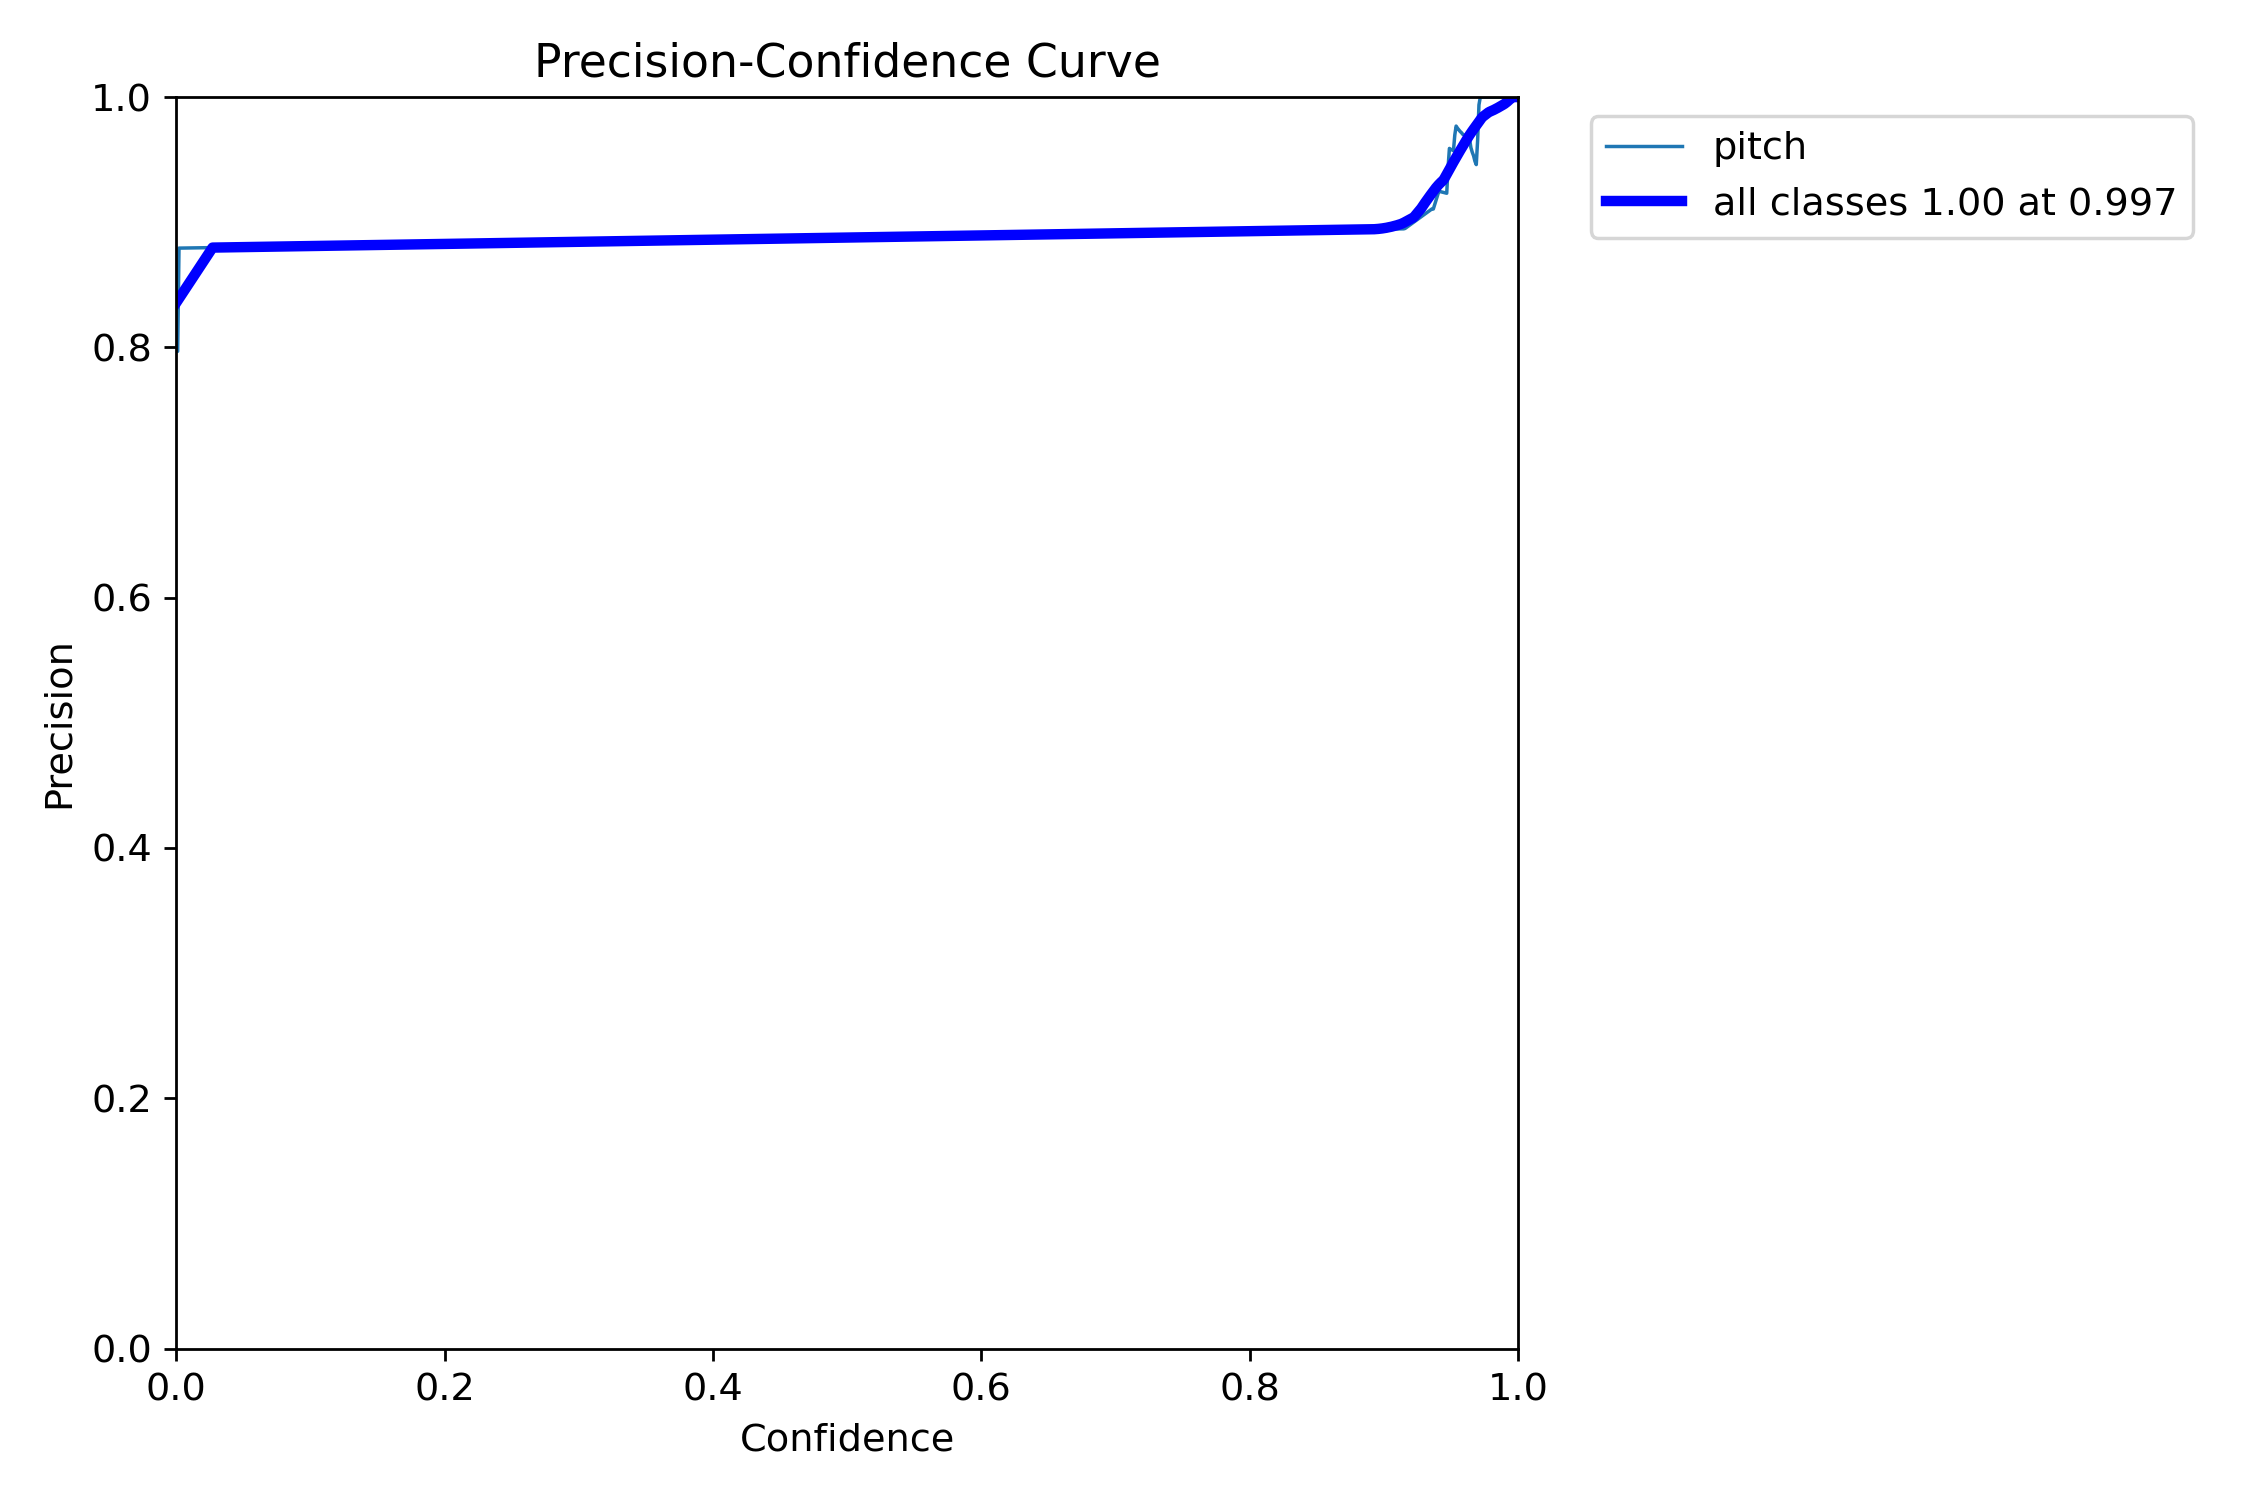 Precision-Confidence Curve
1.0
0.8
0.6
0.4
0.2
0.0
Precision
0.0 0.2 0.4 0.6 0.8 1.0
Confidence
pitch
all classes 1.00 at 0.997